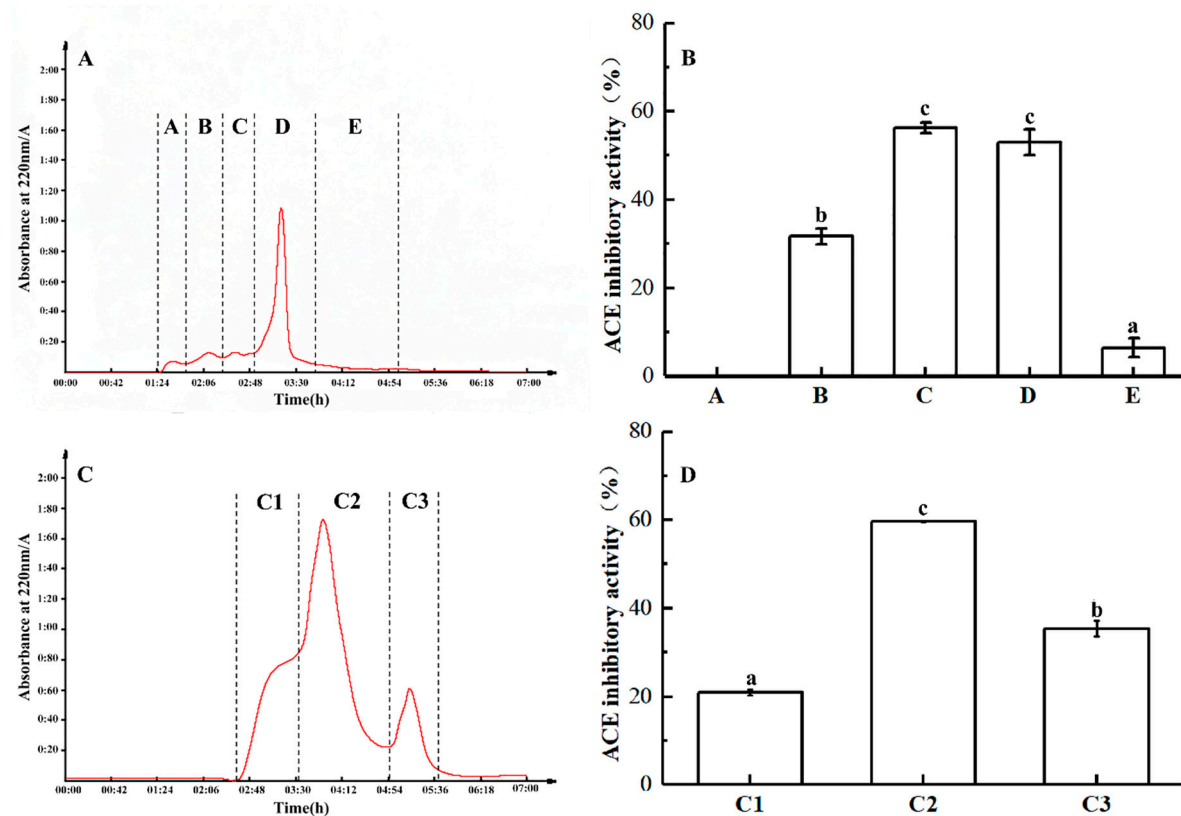 A
Absorbance at 220nm/A
2:00
1:80
1:60
1:40
1:20
1:00
0:80
0:60
0:40
0:20
A B C D E
00:00 00:42 01:24 02:06 02:48 03:30 04:12 04:54 05:36 06:18 07:00
Time(h)
B
ACE inhibitory activity（%）
80
60
40
20
0
b
c
c
a
A B C D E
C
Absorbance at 220nm/A
2:00
1:80
1:60
1:40
1:20
1:00
0:80
0:60
0:40
0:20
C1 C2 C3
00:00 00:42 01:24 02:06 02:48 03:30 04:12 04:54 05:36 06:18 07:00
Time(h)
D
ACE inhibitory activity（%）
80
60
40
20
0
a
c
b
C1 C2 C3